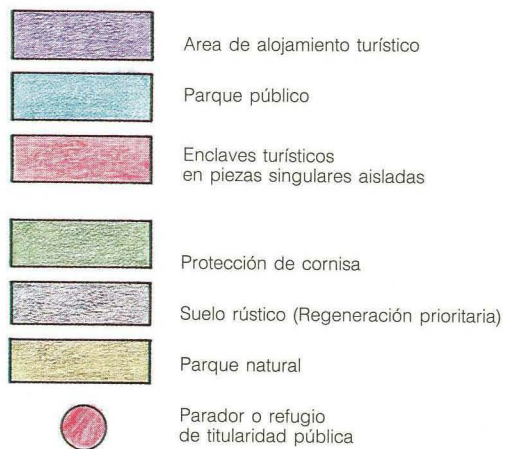 Area de alojamiento turístico
Parque público
Enclaves turísticos
en piezas singulares aisladas
Protección de cornisa
Suelo rústico (Regeneración prioritaria)
Parque natural
Parador o refugio
de titularidad pública